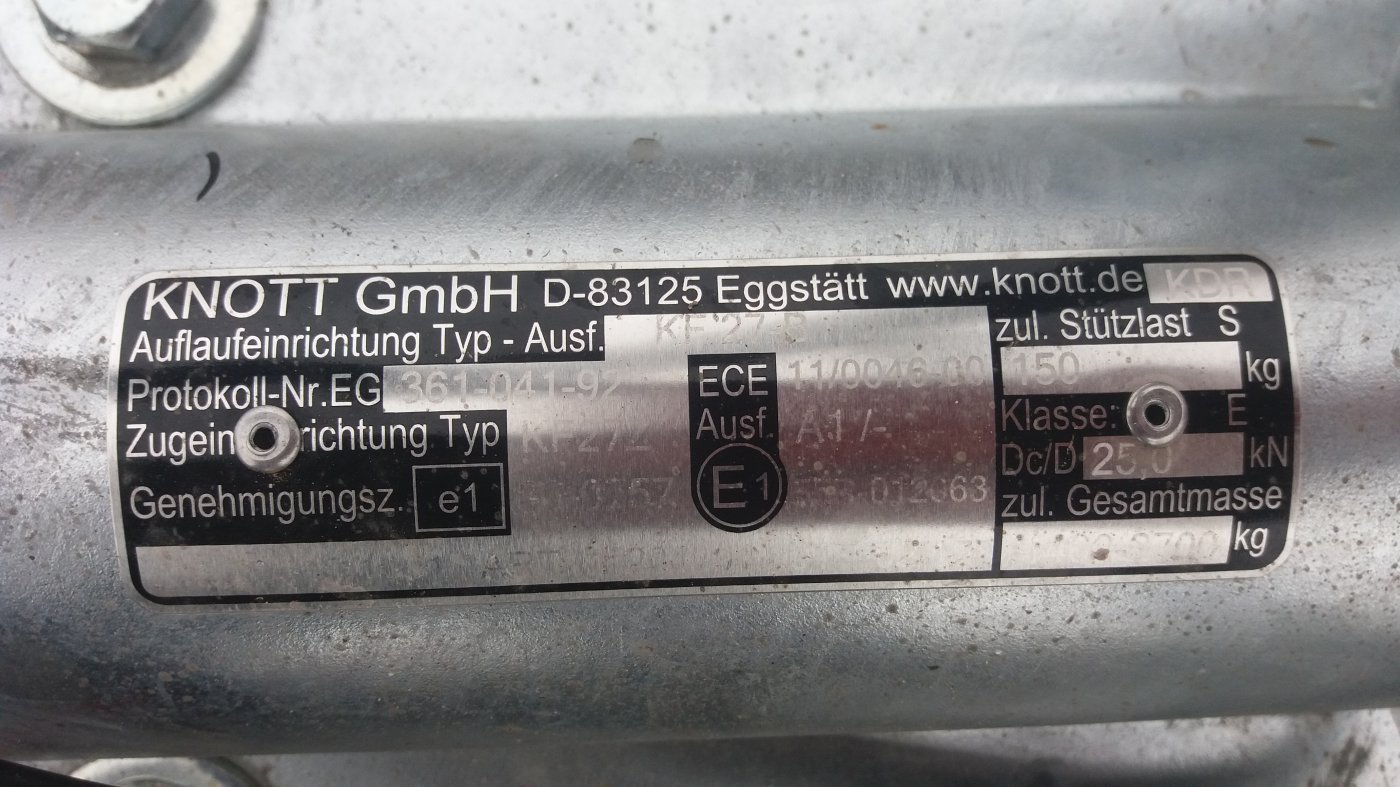 KNOTT GmbH D-83125 Eggstätt www.knott.de KDR
Auflaufeinrichtung Typ - Ausf. KF 27-B
Protokoll-Nr.EG 361-041-92
Zugeinrichtung Typ KF27
Genehmigungsz. e1
ECE 11/0046-00
Ausf. A1/-
E1
zul. Stützlast S
150 kg
Klasse: E
Dc/D 25,0 kN
zul. Gesamtmasse
kg